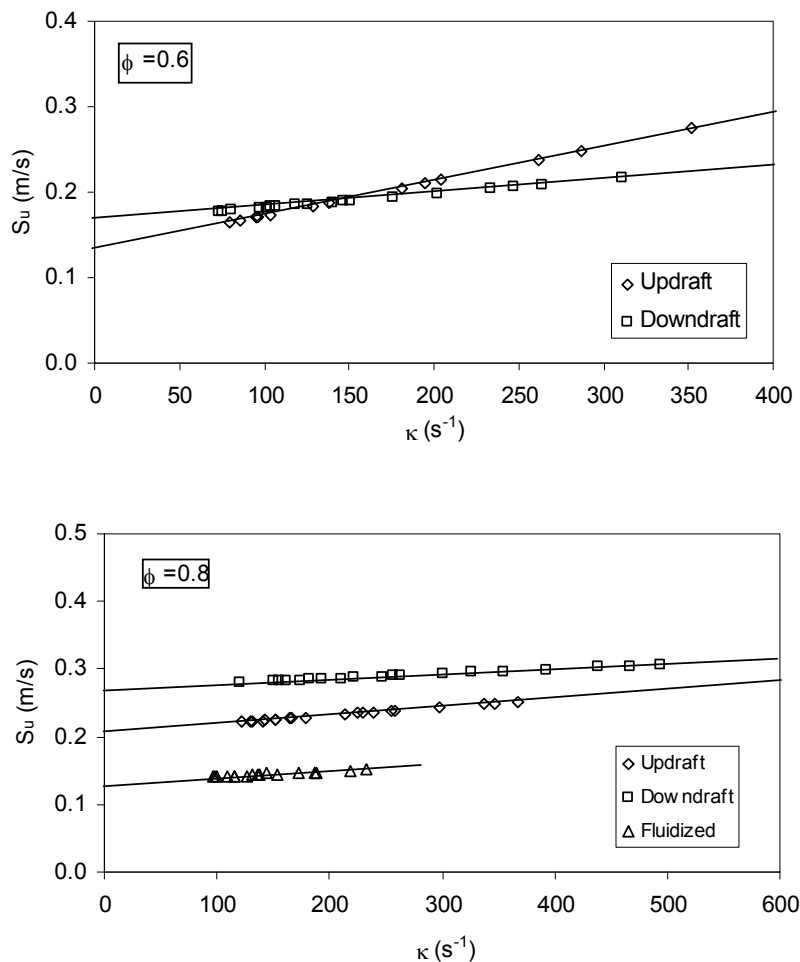 0.4
ϕ =0.6
0.3
0.2
0.1
0.0
Su (m/s)
Updraft
Downdraft
0 50 100 150 200 250 300 350 400
κ (s-1)
0.5
ϕ =0.8
0.4
0.3
0.2
0.1
0.0
Su (m/s)
Updraft
Downdraft
Fluidized
0 100 200 300 400 500 600
κ (s-1)